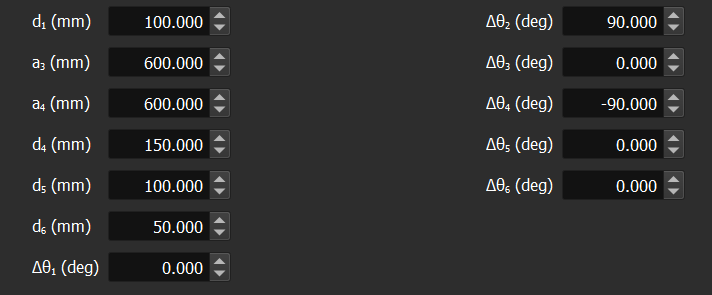 d₁ (mm) 100.000 Δθ₂ (deg) 90.000
a₃ (mm) 600.000 Δθ₃ (deg) 0.000
a₄ (mm) 600.000 Δθ₄ (deg) -90.000
d₄ (mm) 150.000 Δθ₅ (deg) 0.000
d₅ (mm) 100.000 Δθ₆ (deg) 0.000
d₆ (mm) 50.000
Δθ₁ (deg) 0.000